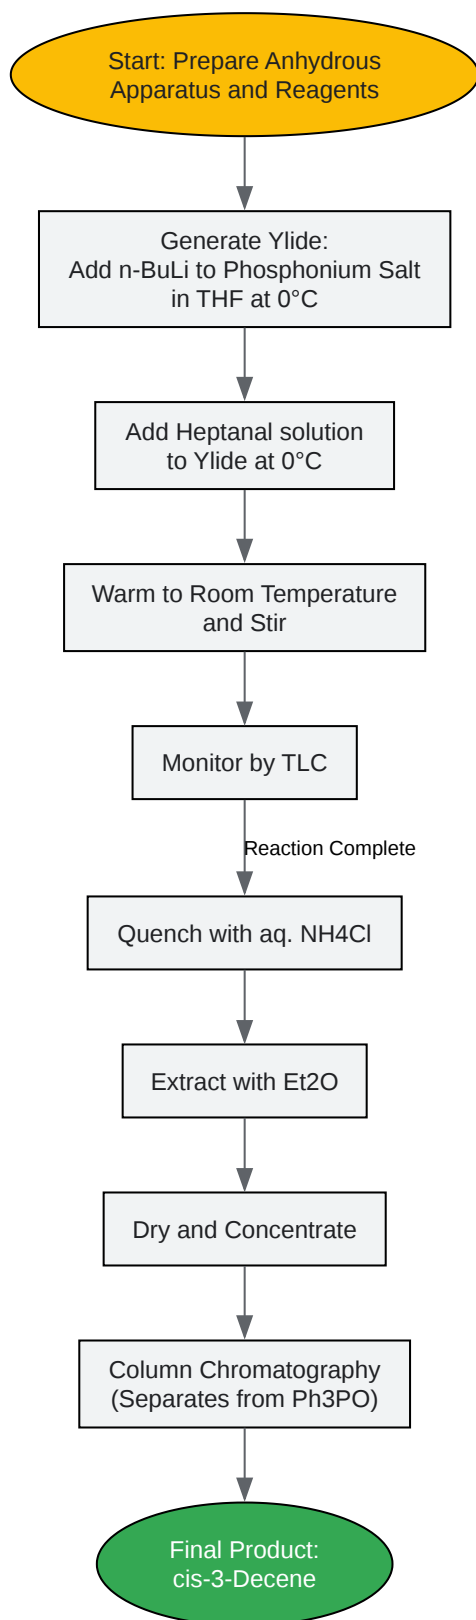 Start: Prepare Anhydrous
Apparatus and Reagents
Generate Ylide:
Add n-BuLi to Phosphonium Salt
in THF at 0°C
Add Heptanal solution
to Ylide at 0°C
Warm to Room Temperature
and Stir
Monitor by TLC
Reaction Complete
Quench with aq. NH4Cl
Extract with Et2O
Dry and Concentrate
Column Chromatography
(Separates from Ph3PO)
Final Product:
cis-3-Decene